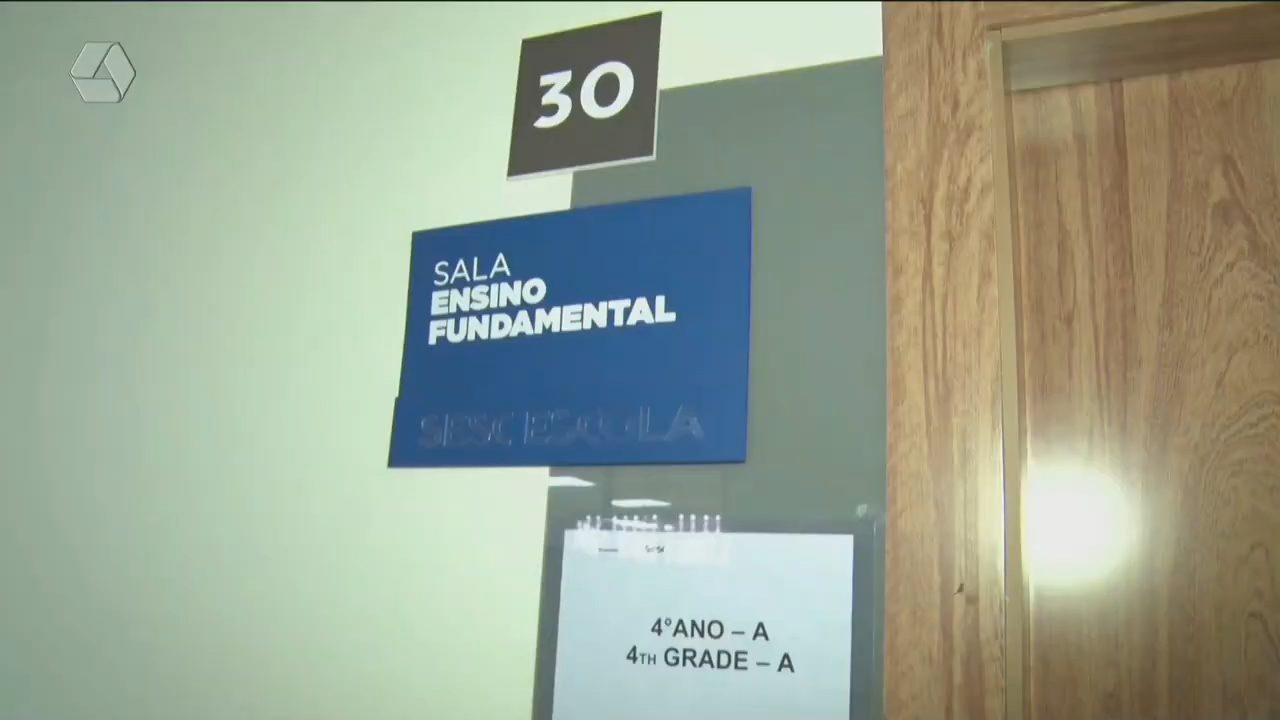 30
SALA
ENSINO
FUNDAMENTAL
SESC ESCOLA
4°ANO – A
4TH GRADE – A